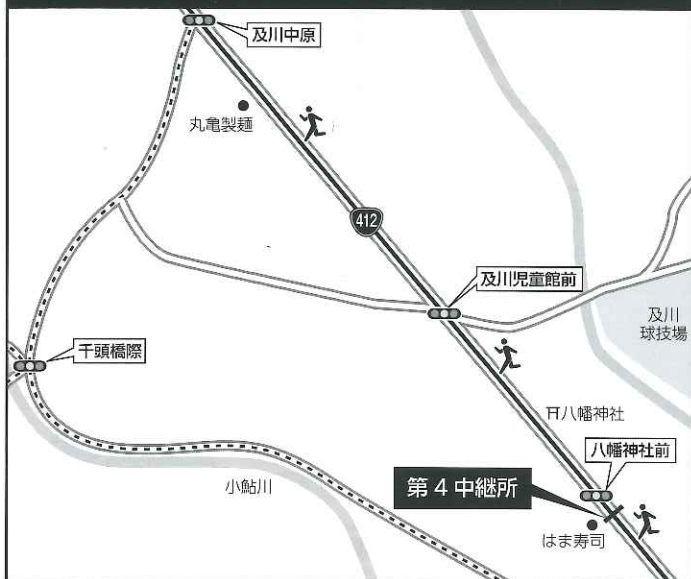 及川中原
丸亀製麺
412
及川児童館前
及川
球技場
千頭橋際
八幡神社
八幡神社前
第4中継所
小鮎川
はま寿司